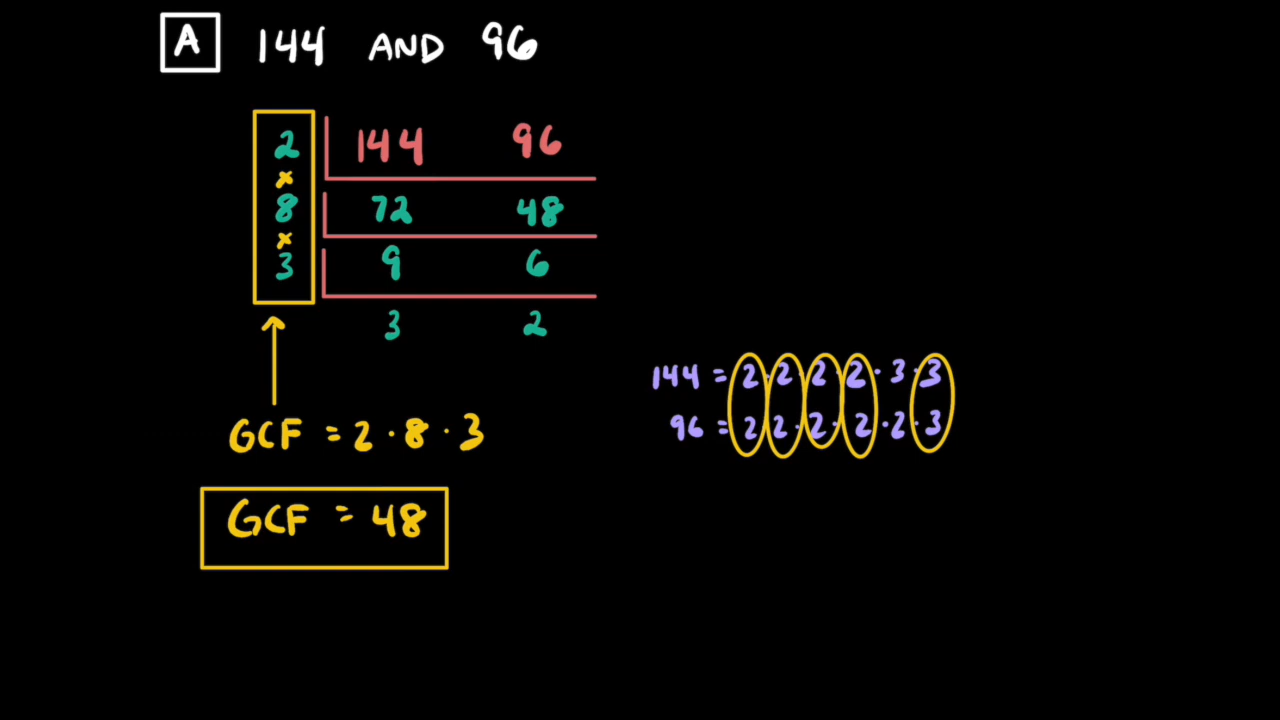 A 144 AND 96
2 144 96
×
8 72 48
×
3 9 6
3 2
144 = 2 · 2 · 2 · 2 · 3 · 3
96 = 2 2 · 2 · 2 · 2 · 3
GCF = 2 · 8 · 3
GCF = 48